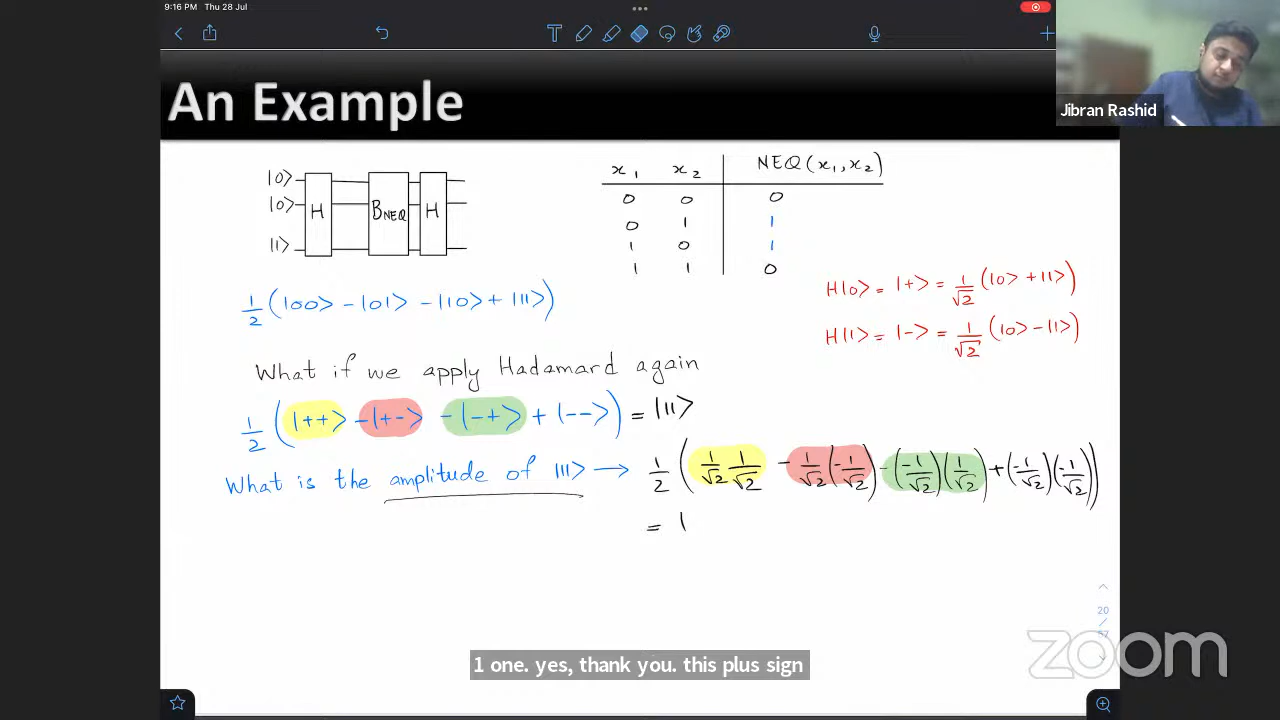 9:16 PM Thu 28 Jul
Jibran Rashid
An Example
x₁ x₂ NEQ(x₁,x₂)
|0⟩
|0⟩ H B_NEQ H
|1⟩
0 0 0
0 1 1
1 0 1
1 1 0
H|0⟩ = |+⟩ = 1/√2 (|0⟩ + |1⟩)
H|1⟩ = |-⟩ = 1/√2 (|0⟩ - |1⟩)
1/2 (|00⟩ - |01⟩ - |10⟩ + |11⟩)
What if we apply Hadamard again
1/2 (|++⟩ - |+-⟩ - |-+⟩ + |--⟩) = |11⟩
What is the amplitude of |11⟩ → 1/2 (1/√2 1/√2 - 1/√2 (-1/√2) - (-1/√2)(1/√2) + (-1/√2)(-1/√2))
= 1
20
/
zoom
1 one. yes, thank you. this plus sign